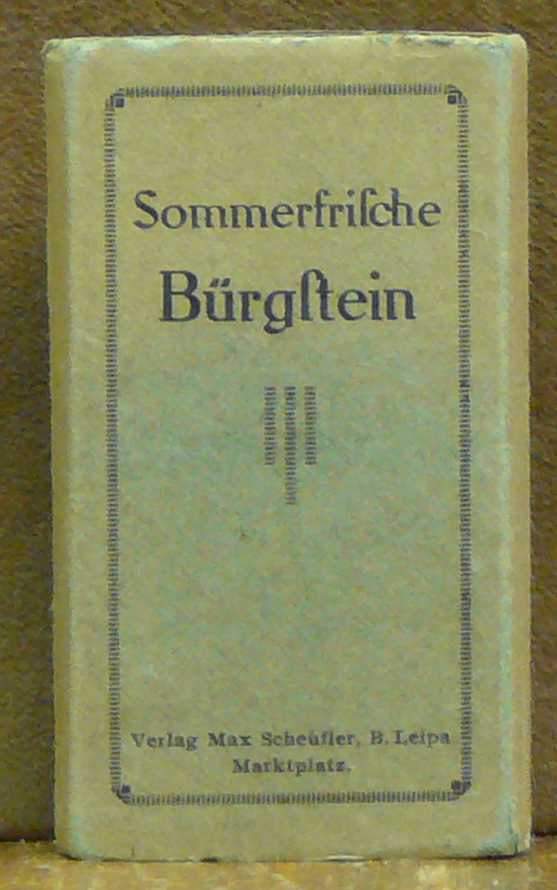 Sommerfriſche
Bürgſtein
Verlag Max Scheufler, B. Leipa
Marktplatz.